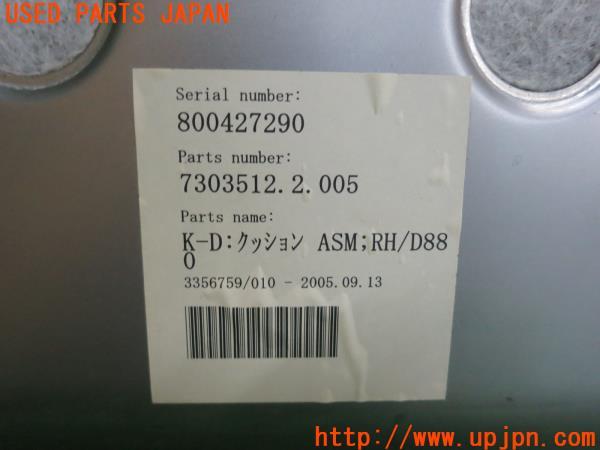 USED PARTS JAPAN
Serial number:
800427290
Parts number:
7303512.2.005
Parts name:
K-D:クッション ASM;RH/D88
0
3356759/010 - 2005.09.13
http://www.upjpn.com/